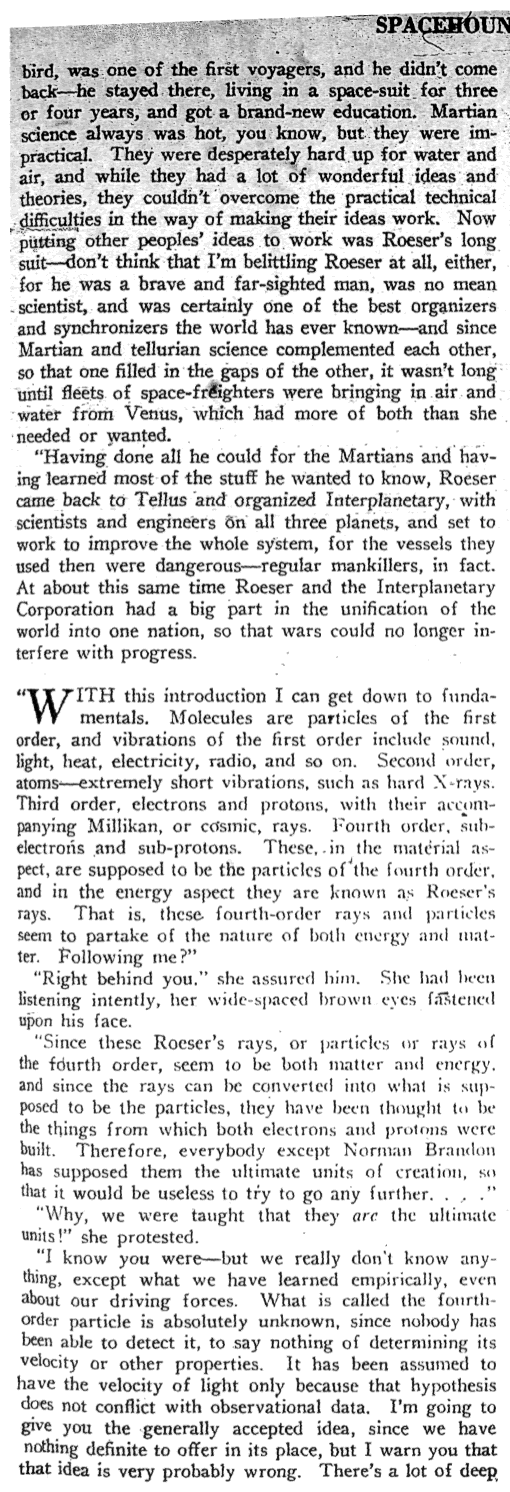 SPACEHOUN
bird, was one of the first voyagers, and he didn't come
back—he stayed there, living in a space-suit for three
or four years, and got a brand-new education. Martian
science always was hot, you know, but they were im-
practical. They were desperately hard up for water and
air, and while they had a lot of wonderful ideas and
theories, they couldn't overcome the practical technical
difficulties in the way of making their ideas work. Now
putting other peoples' ideas to work was Roeser's long
suit—don't think that I'm belittling Roeser at all, either,
for he was a brave and far-sighted man, was no mean
scientist, and was certainly one of the best organizers
and synchronizers the world has ever known—and since
Martian and tellurian science complemented each other,
so that one filled in the gaps of the other, it wasn't long
until fleets of space-freighters were bringing in air and
water from Venus, which had more of both than she
needed or wanted.
"Having done all he could for the Martians and hav-
ing learned most of the stuff he wanted to know, Roeser
came back to Tellus and organized Interplanetary, with
scientists and engineers on all three planets, and set to
work to improve the whole system, for the vessels they
used then were dangerous—regular mankillers, in fact.
At about this same time Roeser and the Interplanetary
Corporation had a big part in the unification of the
world into one nation, so that wars could no longer in-
terfere with progress.
"WITH this introduction I can get down to funda-
mentals. Molecules are particles of the first
order, and vibrations of the first order include sound,
light, heat, electricity, radio, and so on. Second order,
atoms—extremely short vibrations, such as hard X-rays.
Third order, electrons and protons, with their accom-
panying Millikan, or cosmic, rays. Fourth order, sub-
electrons and sub-protons. These, in the material as-
pect, are supposed to be the particles of the fourth order,
and in the energy aspect they are known as Roeser's
rays. That is, these fourth-order rays and particles
seem to partake of the nature of both energy and mat-
ter. Following me?"
"Right behind you," she assured him. She had been
listening intently, her wide-spaced brown eyes fastened
upon his face.
"Since these Roeser's rays, or particles or rays of
the fourth order, seem to be both matter and energy,
and since the rays can be converted into what is sup-
posed to be the particles, they have been thought to be
the things from which both electrons and protons were
built. Therefore, everybody except Norman Brandon
has supposed them the ultimate units of creation, so
that it would be useless to try to go any further. . . ."
"Why, we were taught that they are the ultimate
units!" she protested.
"I know you were—but we really don't know any-
thing, except what we have learned empirically, even
about our driving forces. What is called the fourth-
order particle is absolutely unknown, since nobody has
been able to detect it, to say nothing of determining its
velocity or other properties. It has been assumed to
have the velocity of light only because that hypothesis
does not conflict with observational data. I'm going to
give you the generally accepted idea, since we have
nothing definite to offer in its place, but I warn you that
that idea is very probably wrong. There's a lot of deep